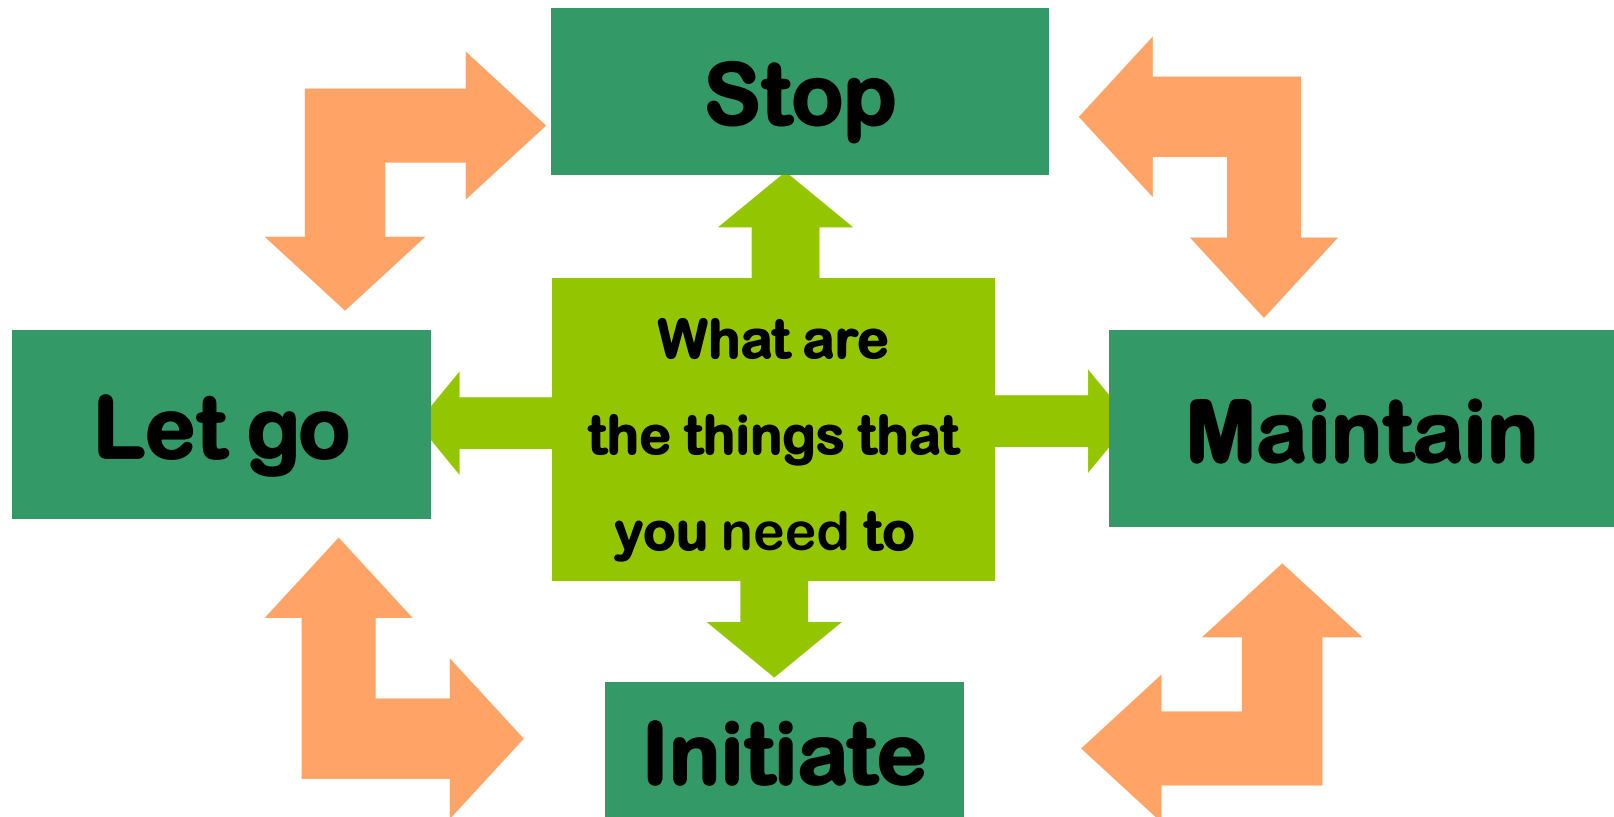 Stop
What are
the things that
you need to
Let go
Maintain
Initiate